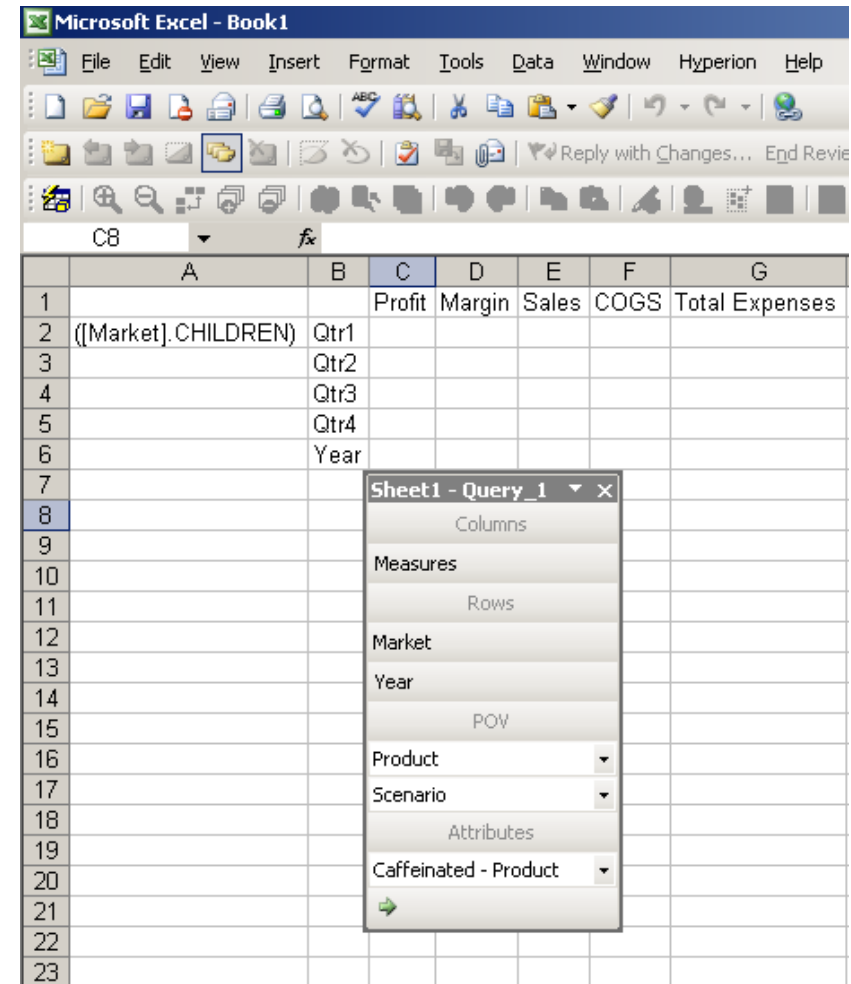 Microsoft Excel - Book1
File Edit View Insert Format Tools Data Window Hyperion Help
ABC
Reply with Changes... End Revie
C8 fx
A B C D E F G
1 Profit Margin Sales COGS Total Expenses
2 ([Market].CHILDREN) Qtr1
3 Qtr2
4 Qtr3
5 Qtr4
6 Year
7
Sheet1 - Query_1
8
Columns
9
Measures
10
11 Rows
12 Market
13
Year
14
15 POV
16 Product
17 Scenario
18
Attributes
19
20 Caffeinated - Product
21
22
23